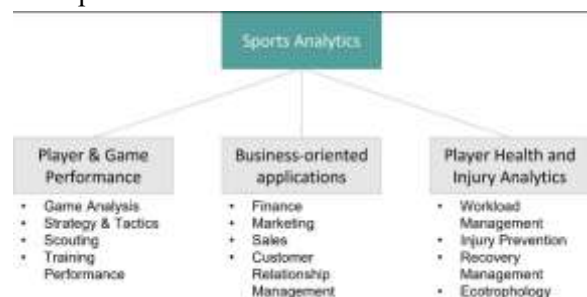 Sports Analytics
Player & Game
Performance
• Game Analysis
• Strategy & Tactics
• Scouting
• Training
Performance
Business-oriented
applications
• Finance
• Marketing
• Sales
• Customer
Relationship
Management
Player Health and
Injury Analytics
• Workload
Management
• Injury Prevention
• Recovery
Management
• Ecotrophology